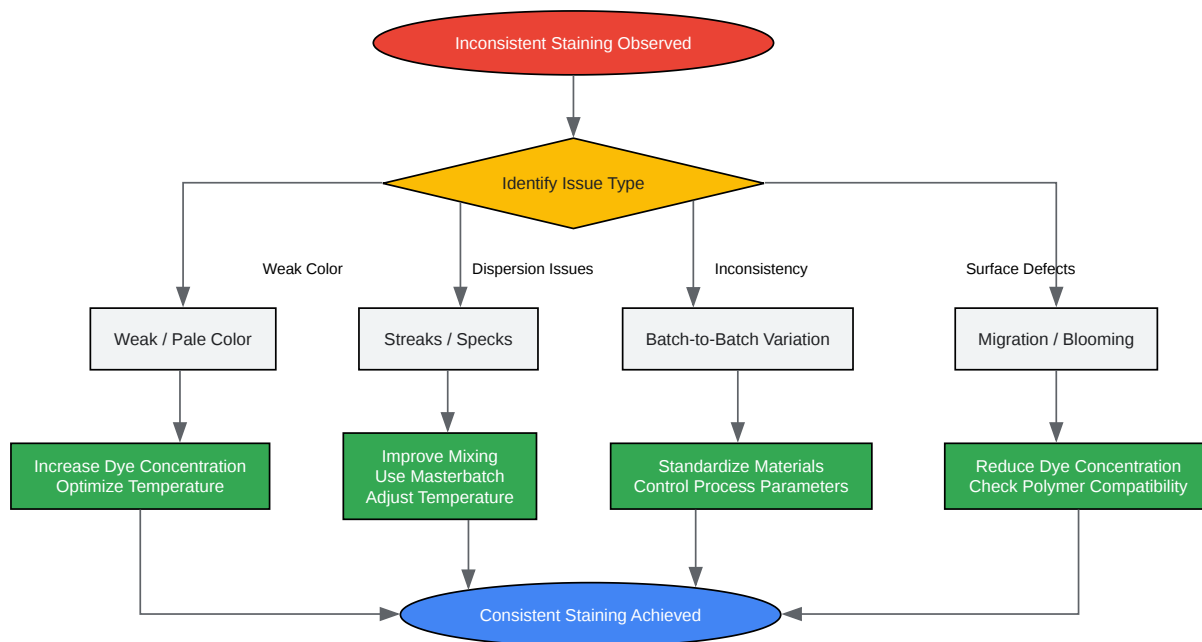 Inconsistent Staining Observed
Identify Issue Type
Weak Color
Dispersion Issues
Inconsistency
Surface Defects
Weak / Pale Color
Streaks / Specks
Batch-to-Batch Variation
Migration / Blooming
Increase Dye Concentration
Optimize Temperature
Improve Mixing
Use Masterbatch
Adjust Temperature
Standardize Materials
Control Process Parameters
Reduce Dye Concentration
Check Polymer Compatibility
Consistent Staining Achieved